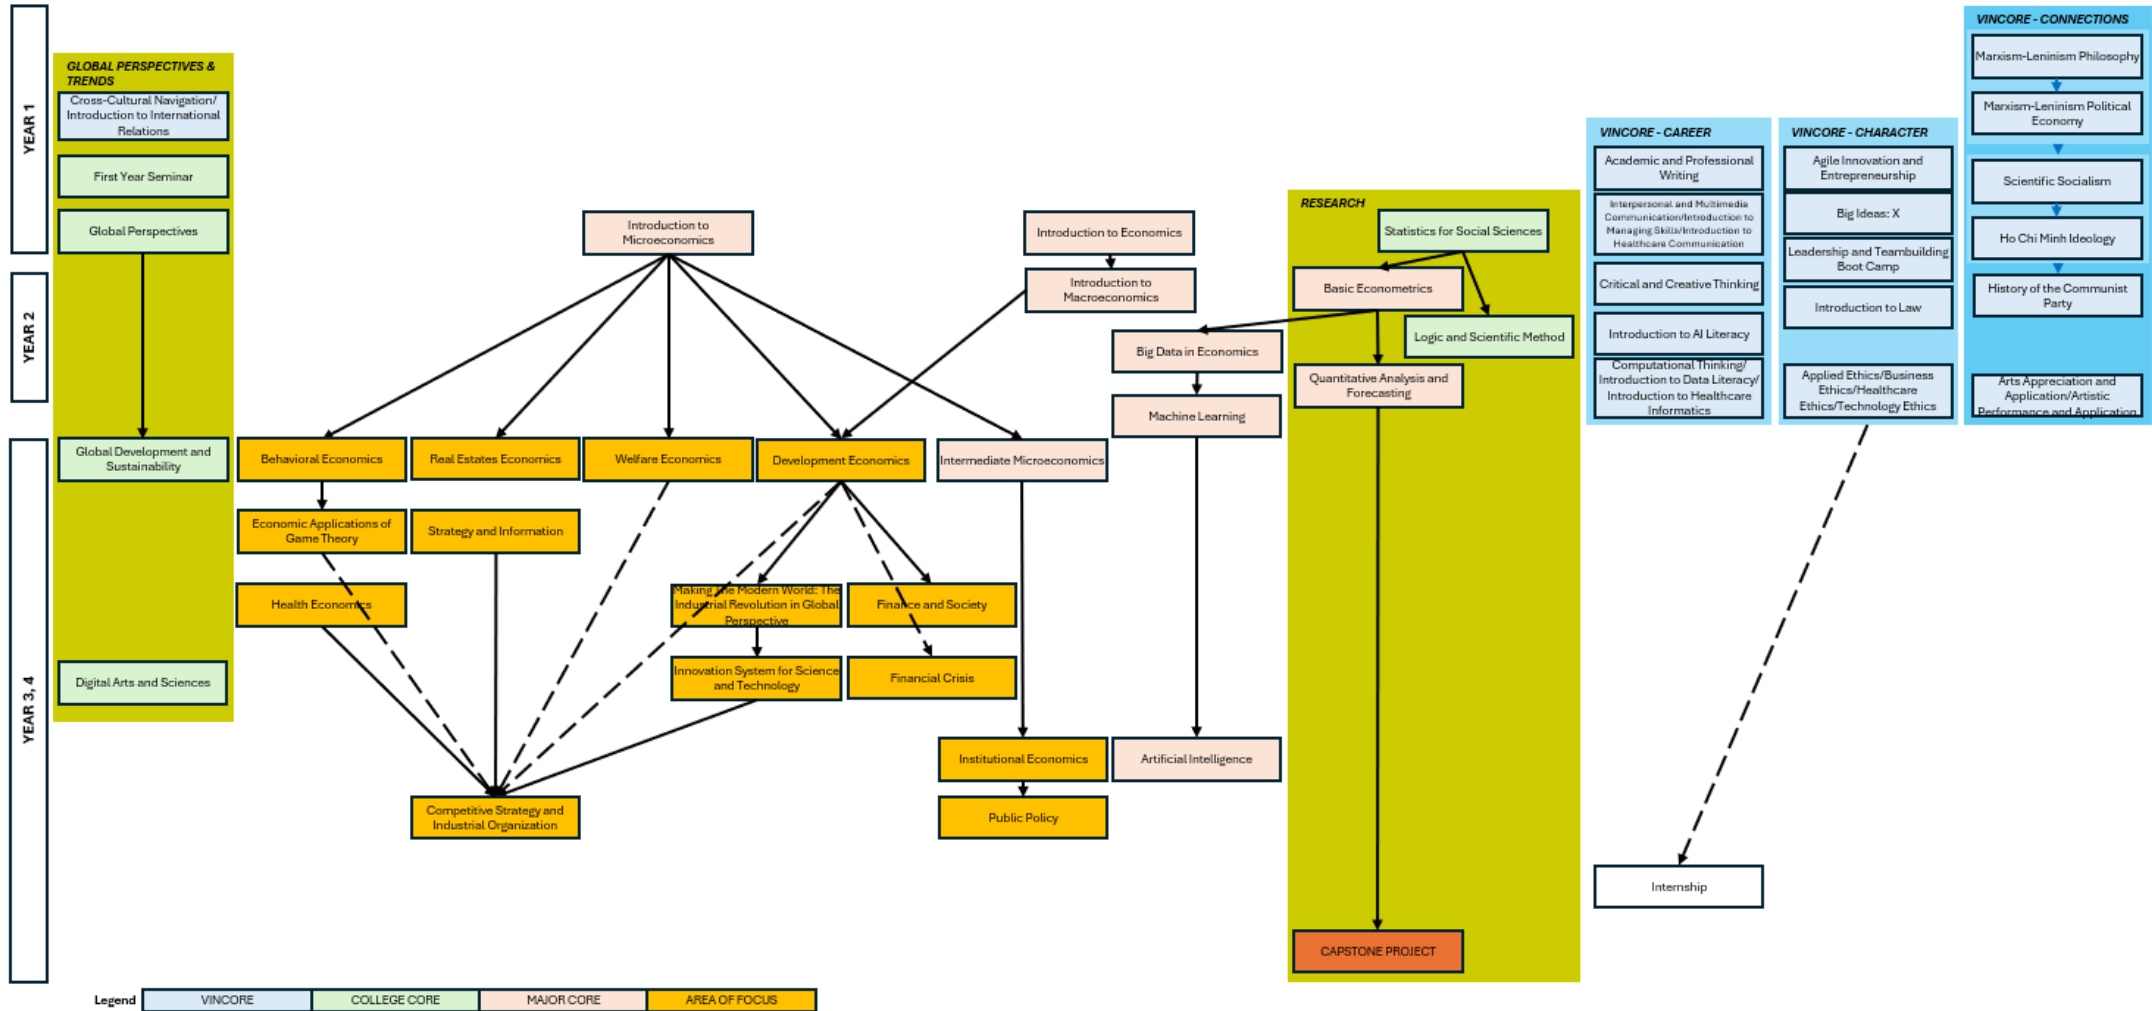 YEAR 1
YEAR 2
YEAR 3, 4
GLOBAL PERSPECTIVES &
TRENDS
Cross-Cultural Navigation/
Introduction to International
Relations
First Year Seminar
Global Perspectives
Global Development and
Sustainability
Digital Arts and Sciences
Introduction to
Microeconomics
Introduction to Economics
Introduction to
Macroeconomics
Big Data in Economics
Machine Learning
Behavioral Economics
Real Estates Economics
Welfare Economics
Development Economics
Intermediate Microeconomics
Economic Applications of
Game Theory
Strategy and Information
Health Economics
Making The Modern World: The
Industrial Revolution in Global
Perspective
Finance and Society
Innovation System for Science
and Technology
Financial Crisis
Institutional Economics
Artificial Intelligence
Competitive Strategy and
Industrial Organization
Public Policy
RESEARCH
Statistics for Social Sciences
Basic Econometrics
Logic and Scientific Method
Quantitative Analysis and
Forecasting
CAPSTONE PROJECT
VINCORE - CAREER
Academic and Professional
Writing
Interpersonal and Multimedia
Communication/Introduction to
Managing Skills/Introduction to
Healthcare Communication
Critical and Creative Thinking
Introduction to AI Literacy
Computational Thinking/
Introduction to Data Literacy/
Introduction to Healthcare
Informatics
Internship
VINCORE - CHARACTER
Agile Innovation and
Entrepreneurship
Big Ideas: X
Leadership and Teambuilding
Boot Camp
Introduction to Law
Applied Ethics/Business
Ethics/Healthcare
Ethics/Technology Ethics
VINCORE - CONNECTIONS
Marxism-Leninism Philosophy
Marxism-Leninism Political
Economy
Scientific Socialism
Ho Chi Minh Ideology
History of the Communist
Party
Arts Appreciation and
Application/Artistic
Performance and Application
Legend
VINCORE
COLLEGE CORE
MAJOR CORE
AREA OF FOCUS